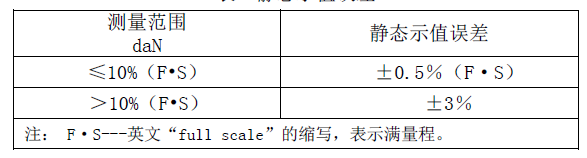 测量范围
daN
静态示值误差
≤10%（F•S）
±0.5%（F·S）
＞10%（F•S）
±3%
注： F·S---英文“full scale”的缩写，表示满量程。